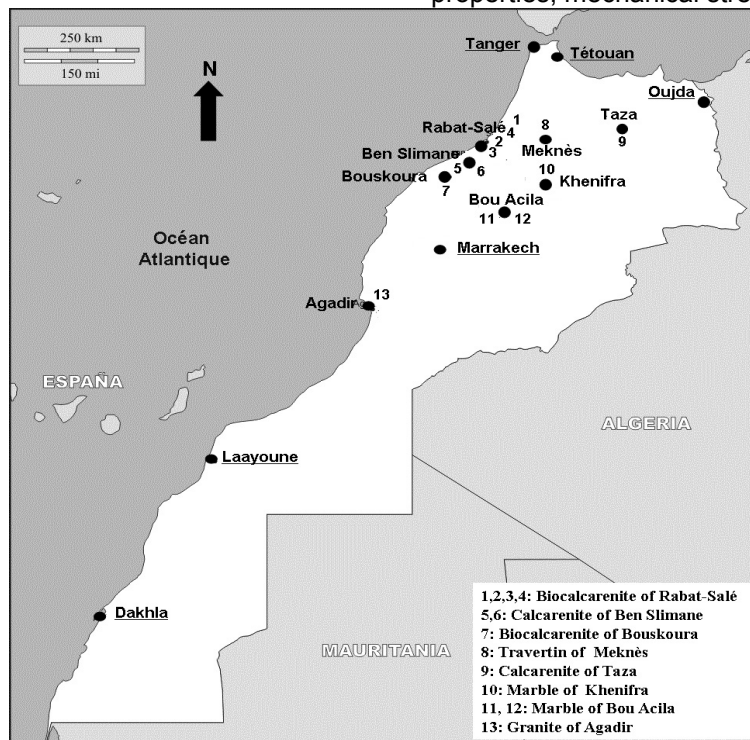 250 km
150 mi
N
Tanger
Tétouan
Oujda
Taza
9
Rabat-Salé
1
4
2
3
8
Meknès
Ben Slimane
5
6
Bouskoura
7
10
Khenifra
Bou Acila
11
12
Marrakech
Océan
Atlantique
13
Agadir
ESPAÑA
ALGERIA
Laayoune
Dakhla
MAURITANIA
1,2,3,4: Biocalcarenite of Rabat-Salé
5,6: Calcarenite of Ben Slimane
7: Biocalcarenite of Bouskoura
8: Travertin of Meknès
9: Calcarenite of Taza
10: Marble of Khenifra
11, 12: Marble of Bou Acila
13: Granite of Agadir